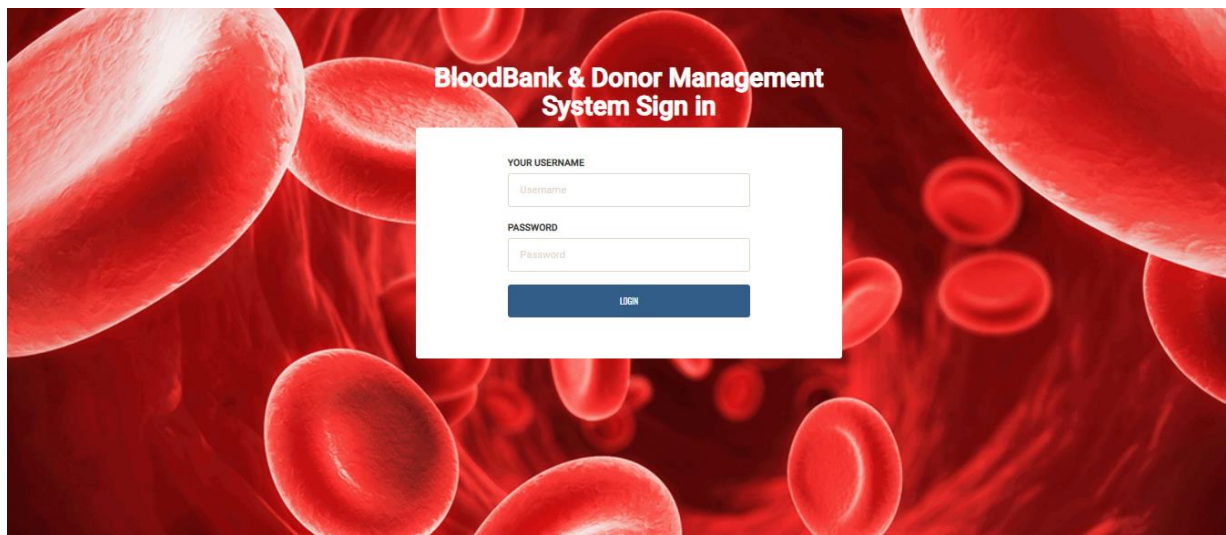 BloodBank & Donor Management
System Sign in
YOUR USERNAME
Username
PASSWORD
Password
LOGIN